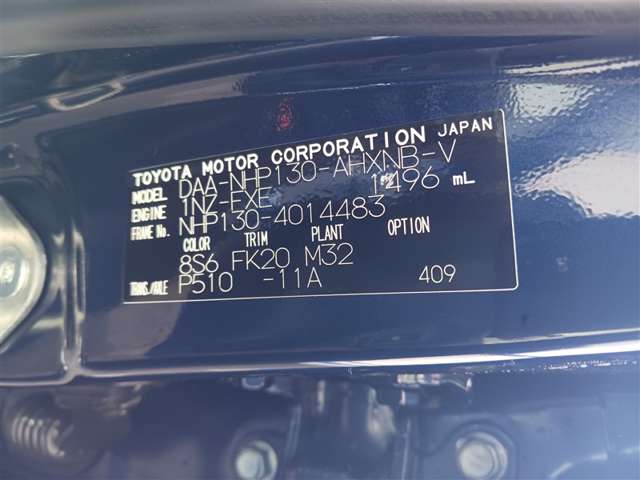 TOYOTA MOTOR CORPORATION JAPAN
MODEL DAA-NHP130-AHXNB-V
ENGINE 1NZ-FXE 1496 mL
FRAME No. NHP130-4014483
COLOR TRIM PLANT OPTION
8S6 FK20 M32
TRANS./AXLE P510 -11A 409